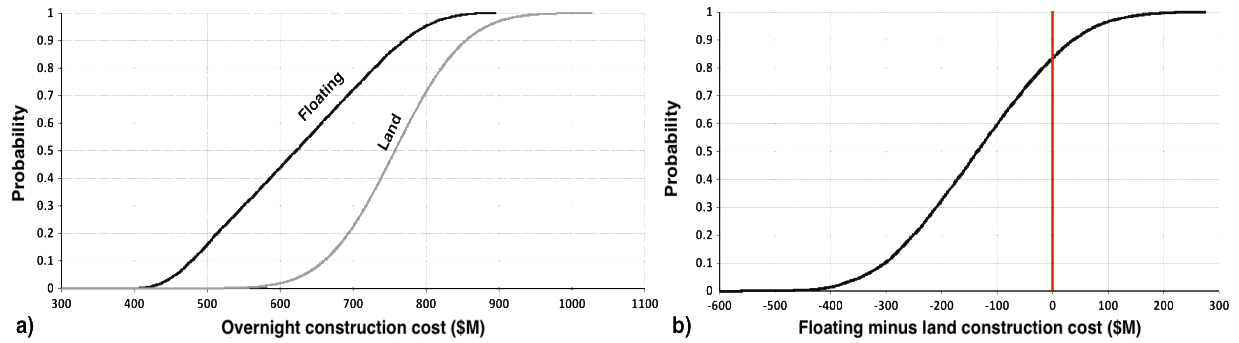 1
0.9
0.8
0.7
0.6
0.5
0.4
0.3
0.2
0.1
0
Probability
Floating
Land
300 400 500 600 700 800 900 1000 1100
a) Overnight construction cost ($M)
1
0.9
0.8
0.7
0.6
0.5
0.4
0.3
0.2
0.1
0
Probability
-600 -500 -400 -300 -200 -100 0 100 200 300
b) Floating minus land construction cost ($M)